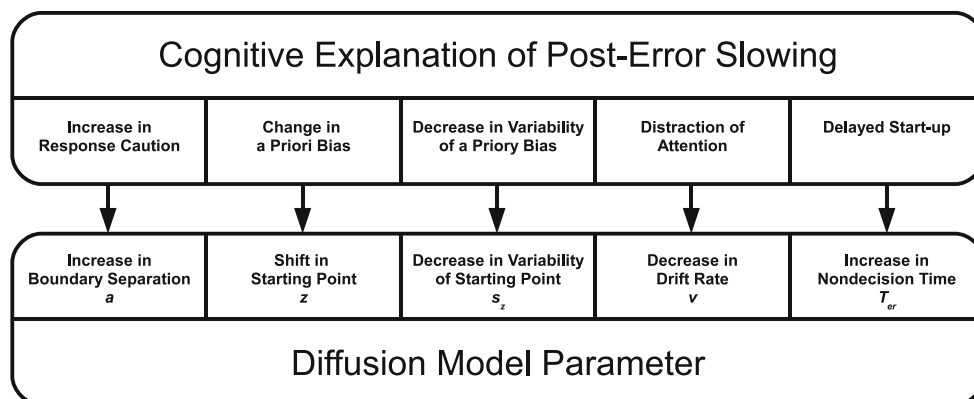 Cognitive Explanation of Post-Error Slowing
Increase in
Response Caution
Change in
a Priori Bias
Decrease in Variability
of a Priory Bias
Distraction of
Attention
Delayed Start-up
Increase in
Boundary Separation
a
Shift in
Starting Point
z
Decrease in Variability
of Starting Point
s_z
Decrease in
Drift Rate
v
Increase in
Nondecision Time
T_er
Diffusion Model Parameter